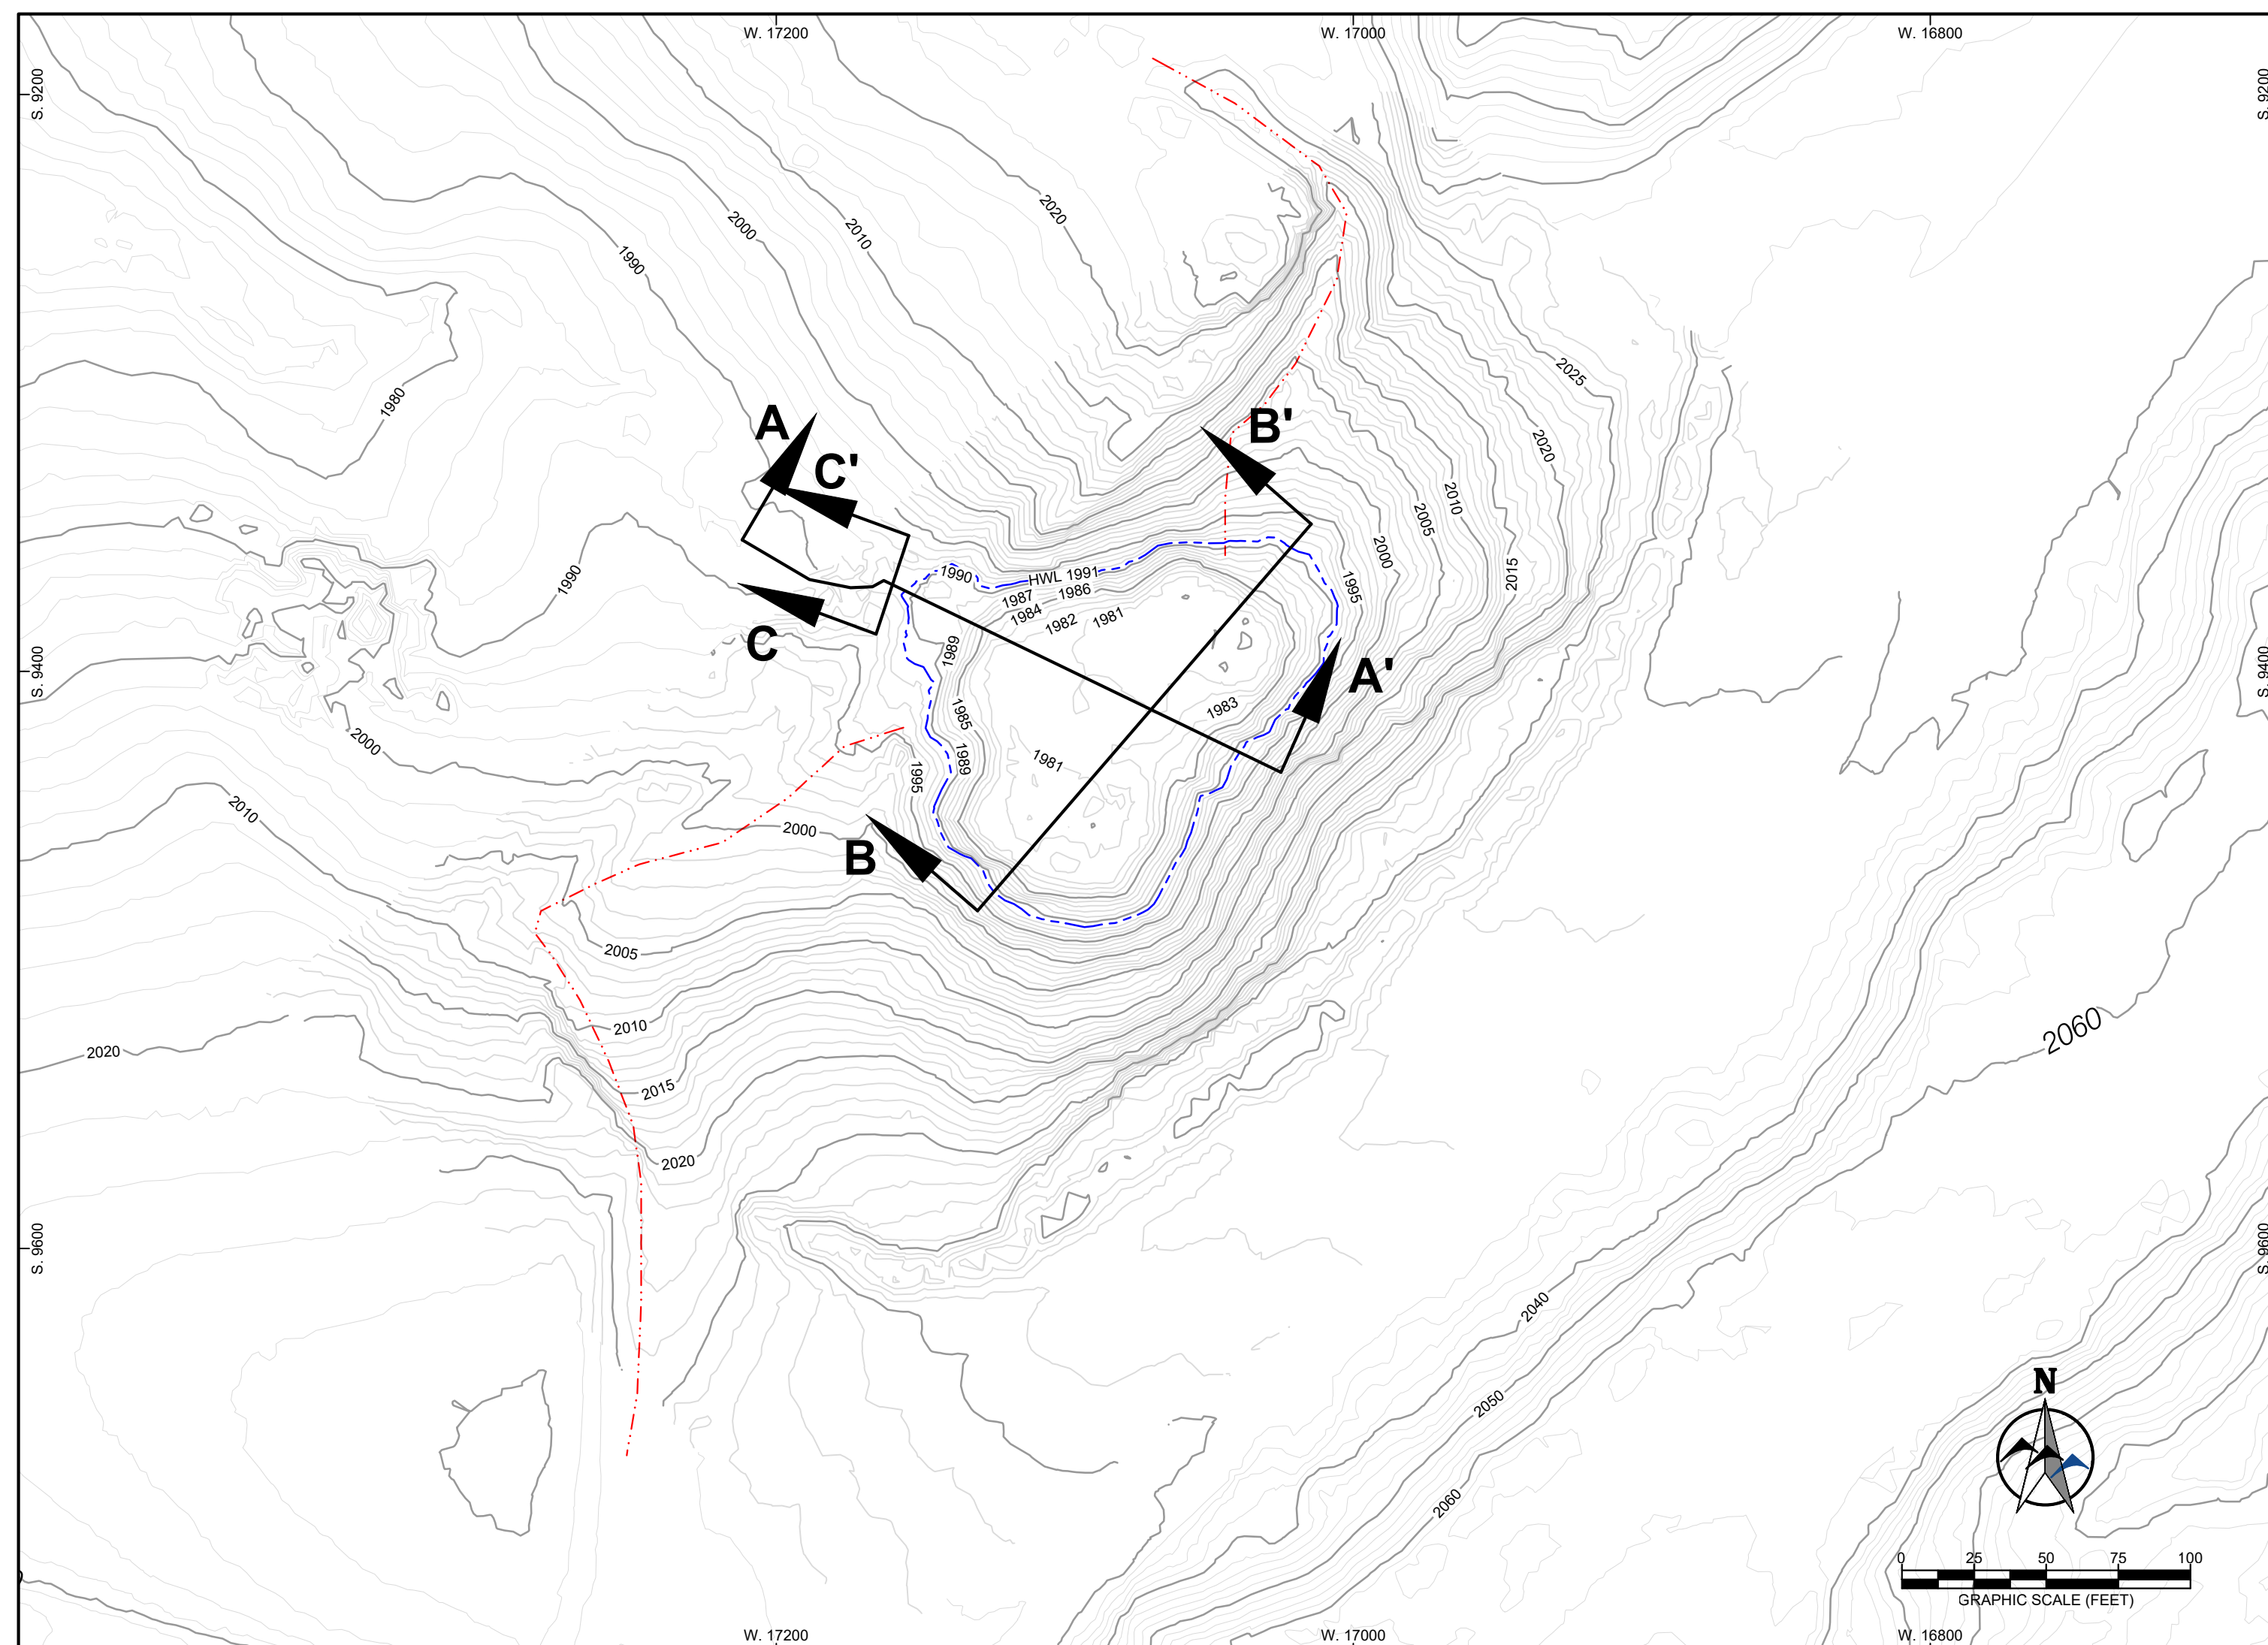 W. 17200
W. 17000
W. 16800
S. 9200
S. 9200
2020
2000
2010
1990
2025
1980
A
B'
C'
2020
2010
2005
2000
HWL 1991
1990
1995
2015
1990
1987
1986
1984
1982
1981
C
1989
S. 9400
S. 9400
A'
1985
1983
2000
1989
1981
1995
2010
2000
B
2005
2010
2060
2020
2015
2020
S. 9600
S. 9600
2040
N
2050
2060
0 25 50 75 100
GRAPHIC SCALE (FEET)
W. 17200
W. 17000
W. 16800